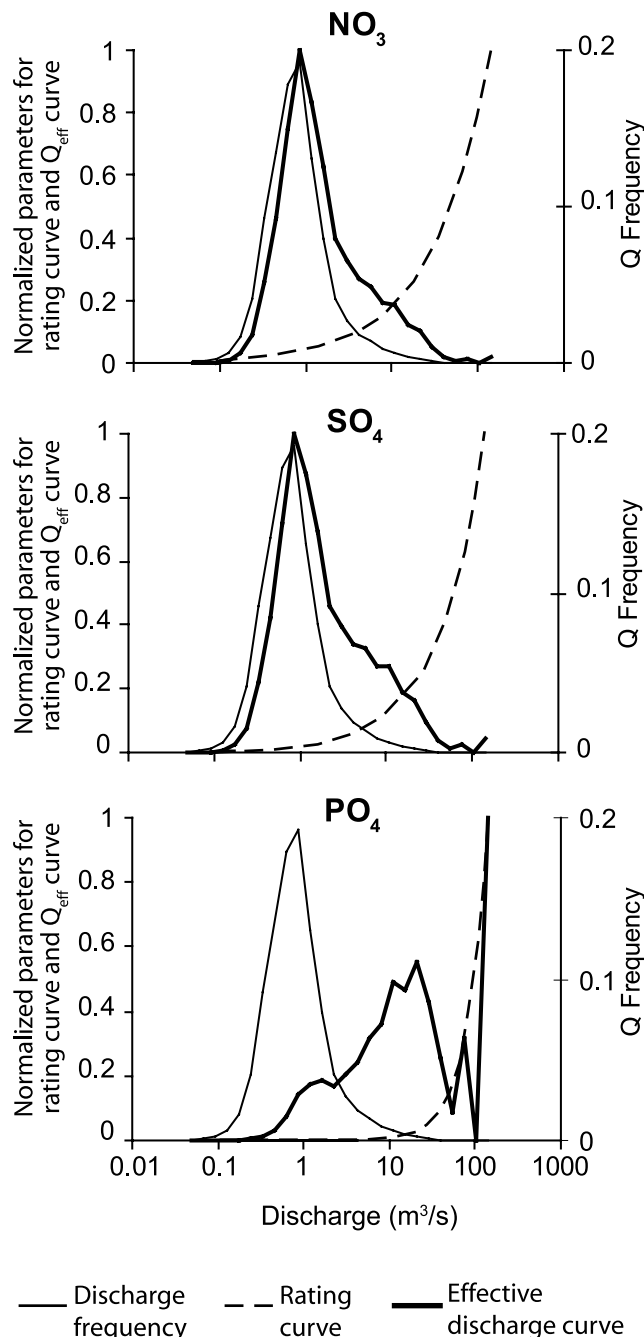 NO3
Normalized parameters for
rating curve and Qeff curve
1
0.8
0.6
0.4
0.2
0
0.2
0.1
0
Q Frequency
SO4
Normalized parameters for
rating curve and Qeff curve
1
0.8
0.6
0.4
0.2
0
0.2
0.1
0
Q Frequency
PO4
Normalized parameters for
rating curve and Qeff curve
1
0.8
0.6
0.4
0.2
0
0.2
0.1
0
Q Frequency
0.01 0.1 1 10 100 1000
Discharge (m³/s)
Discharge
frequency
Rating
curve
Effective
discharge curve